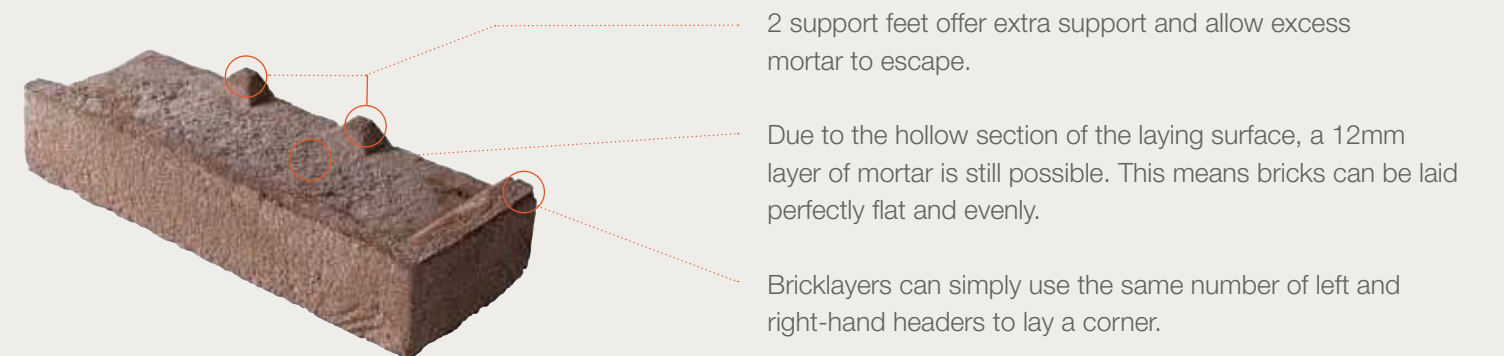 2 support feet offer extra support and allow excess
mortar to escape.
Due to the hollow section of the laying surface, a 12mm
layer of mortar is still possible. This means bricks can be laid
perfectly flat and evenly.
Bricklayers can simply use the same number of left and
right-hand headers to lay a corner.